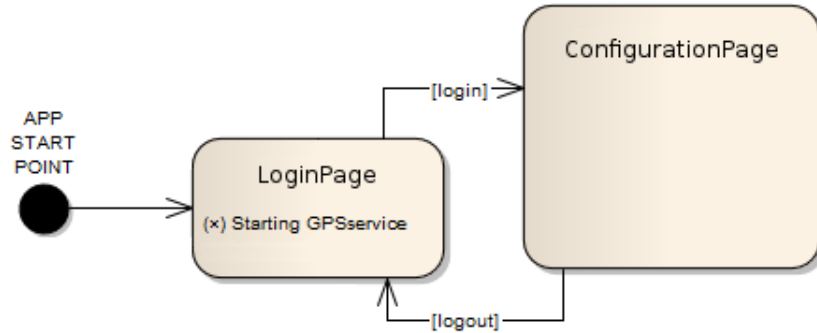 APP
START
POINT
LoginPage
(×) Starting GPSservice
[login]
ConfigurationPage
[logout]